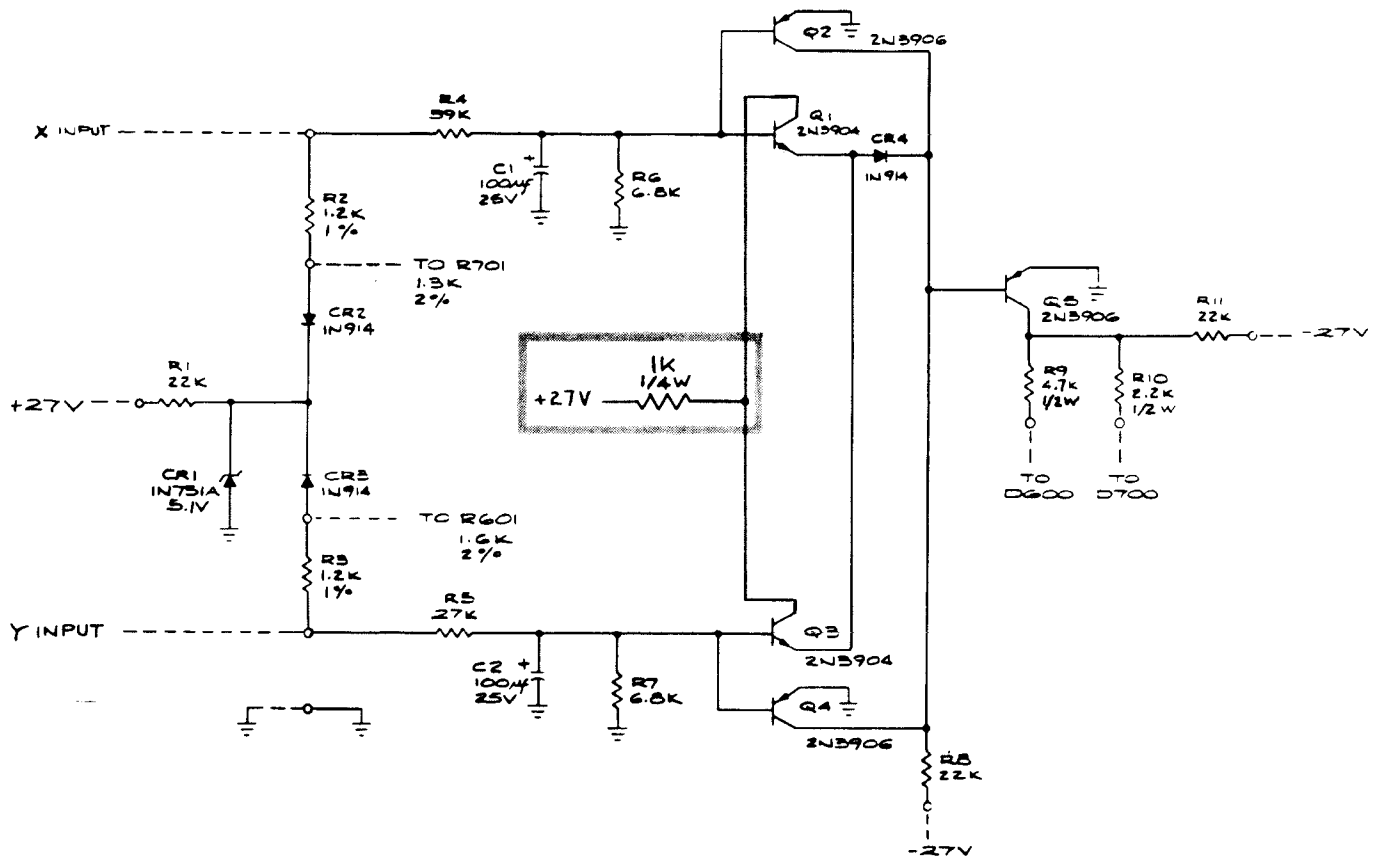 Q2
2N3906
R4
39K
X INPUT
Q1
2N3904
CR4
1N914
C1
+
100µf
25V
R6
6.8K
R2
1.2K
1%
TO R701
1.3K
2%
CR2
1N914
Q5
2N3906
R11
22K
-27V
1K
1/4W
+27V
R1
22K
+27V
R9
4.7K
1/2W
R10
2.2K
1/2W
TO
D600
TO
D700
CR1
1N751A
5.1V
CR3
1N914
TO R601
1.6K
2%
R3
1.2K
1%
R5
27K
Y INPUT
Q3
2N3904
C2
+
100µf
25V
R7
6.8K
Q4
2N3906
R8
22K
-27V